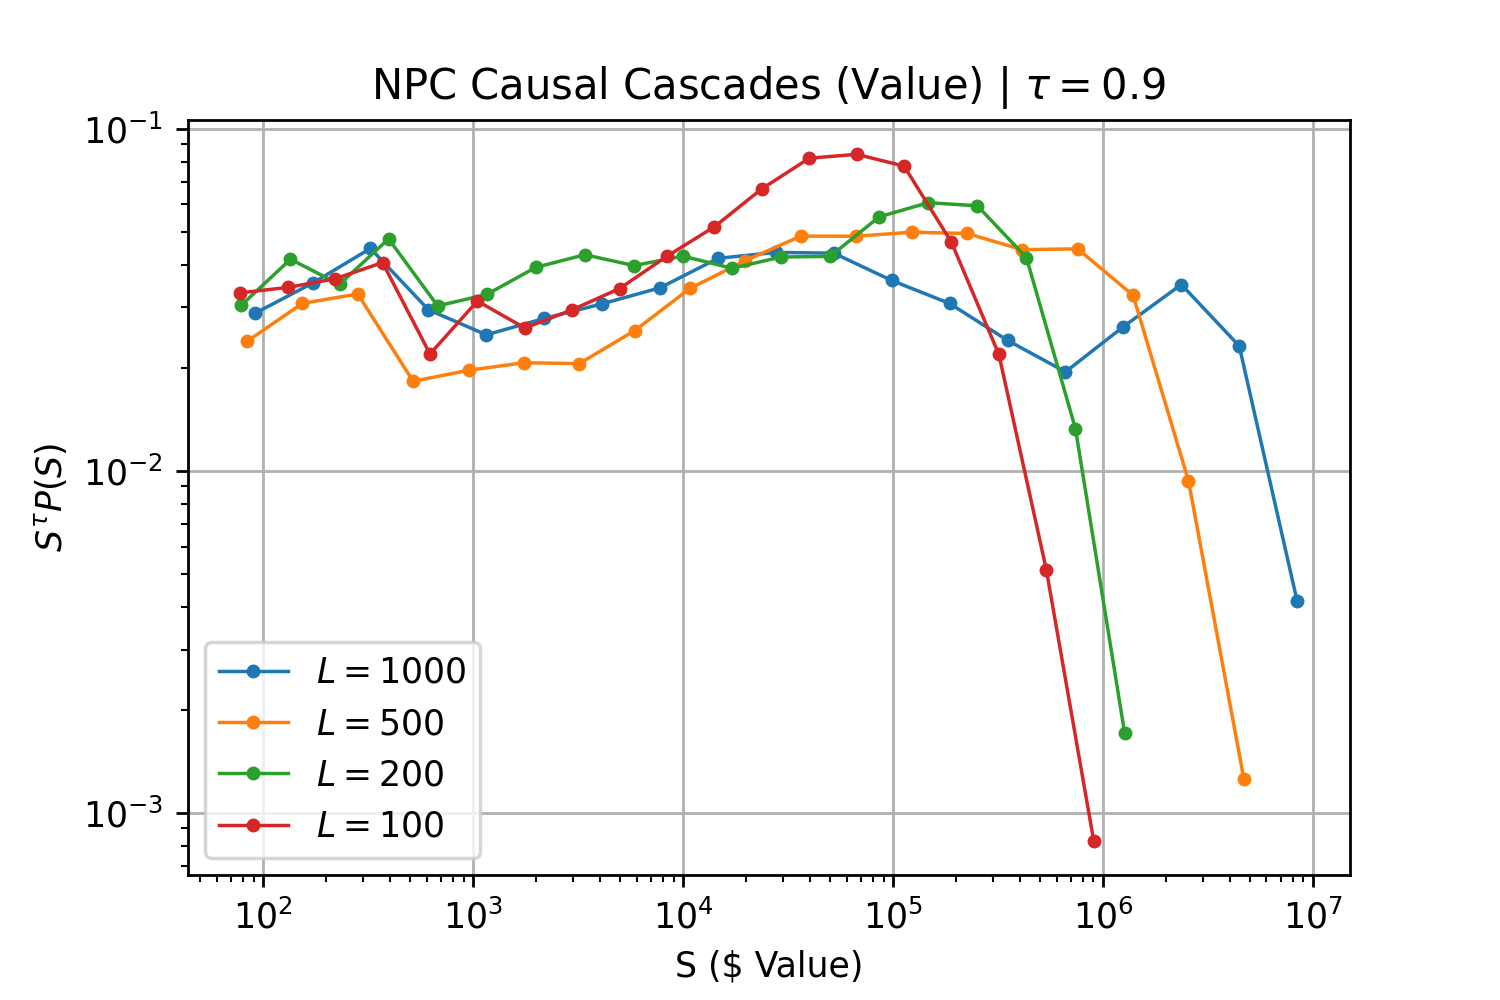 NPC Causal Cascades (Value) | τ = 0.9
10⁻¹
10⁻²
10⁻³
S^τP(S)
L = 1000
L = 500
L = 200
L = 100
10² 10³ 10⁴ 10⁵ 10⁶ 10⁷
S ($ Value)